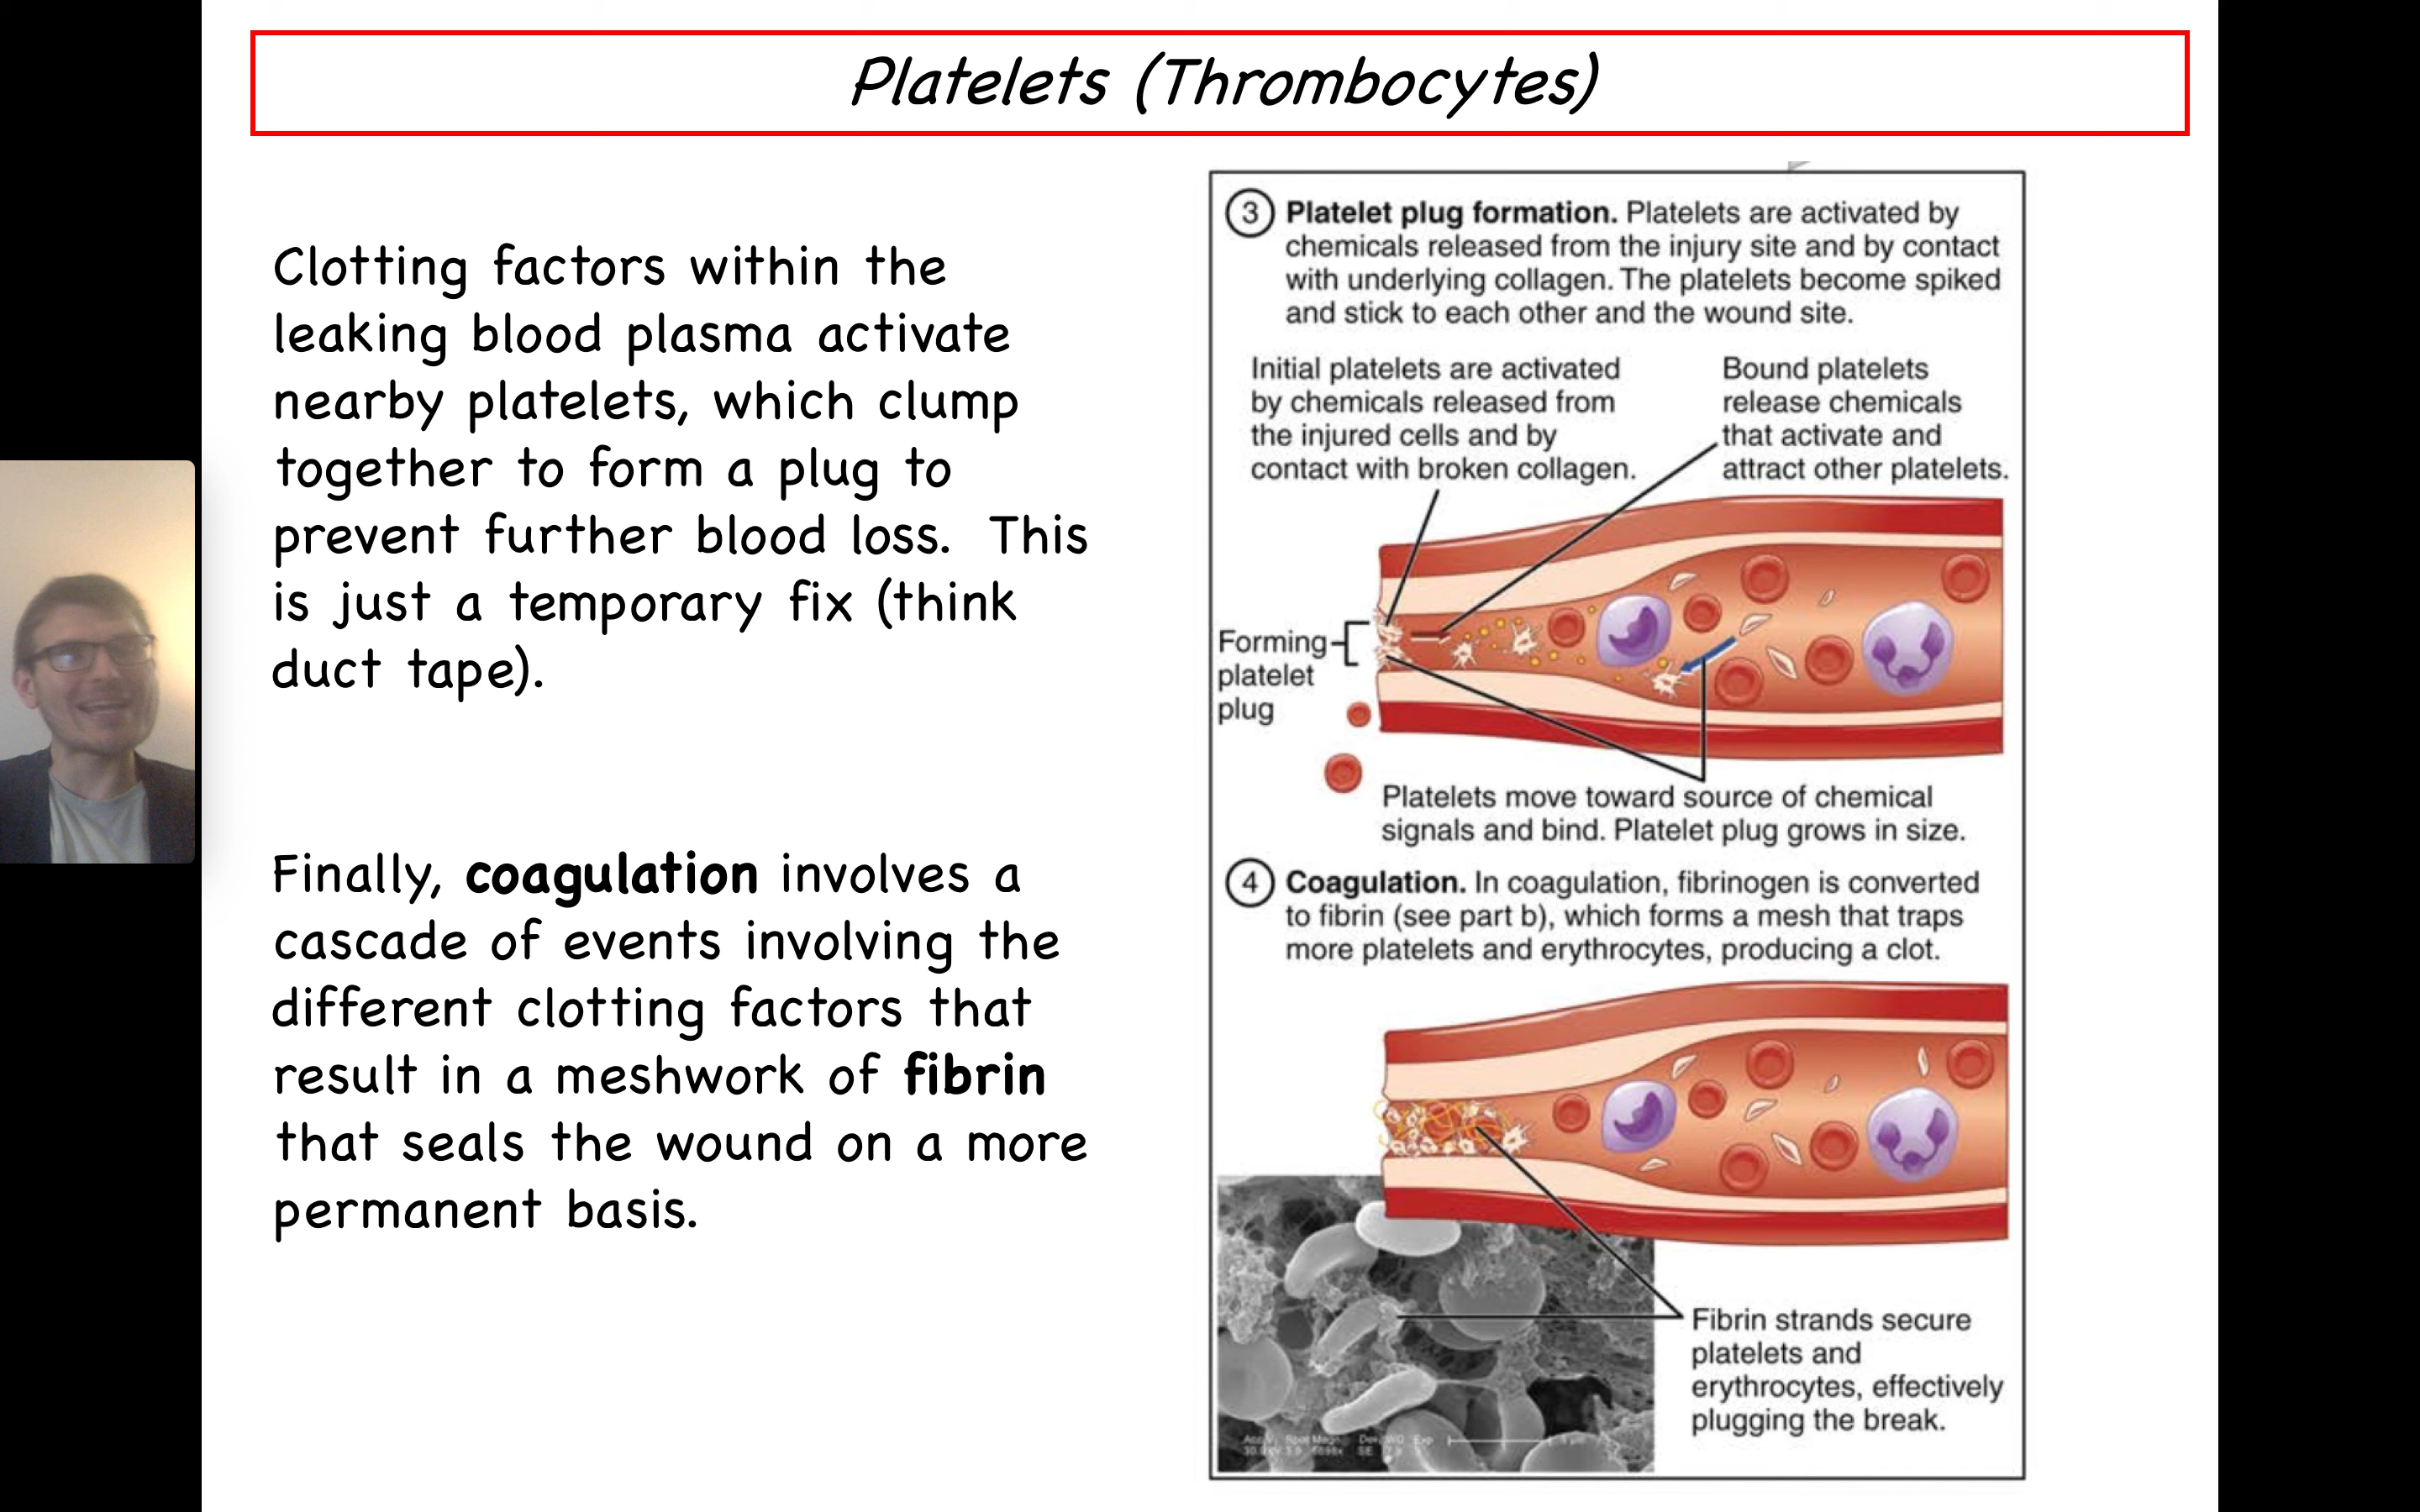 Platelets (Thrombocytes)
Clotting factors within the
leaking blood plasma activate
nearby platelets, which clump
together to form a plug to
prevent further blood loss.  This
is just a temporary fix (think
duct tape).
Finally, coagulation involves a
cascade of events involving the
different clotting factors that
result in a meshwork of fibrin
that seals the wound on a more
permanent basis.
3 Platelet plug formation. Platelets are activated by
chemicals released from the injury site and by contact
with underlying collagen. The platelets become spiked
and stick to each other and the wound site.
Initial platelets are activated
by chemicals released from
the injured cells and by
contact with broken collagen.
Bound platelets
release chemicals
that activate and
attract other platelets.
Forming
platelet
plug
Platelets move toward source of chemical
signals and bind. Platelet plug grows in size.
4 Coagulation. In coagulation, fibrinogen is converted
to fibrin (see part b), which forms a mesh that traps
more platelets and erythrocytes, producing a clot.
Fibrin strands secure
platelets and
erythrocytes, effectively
plugging the break.